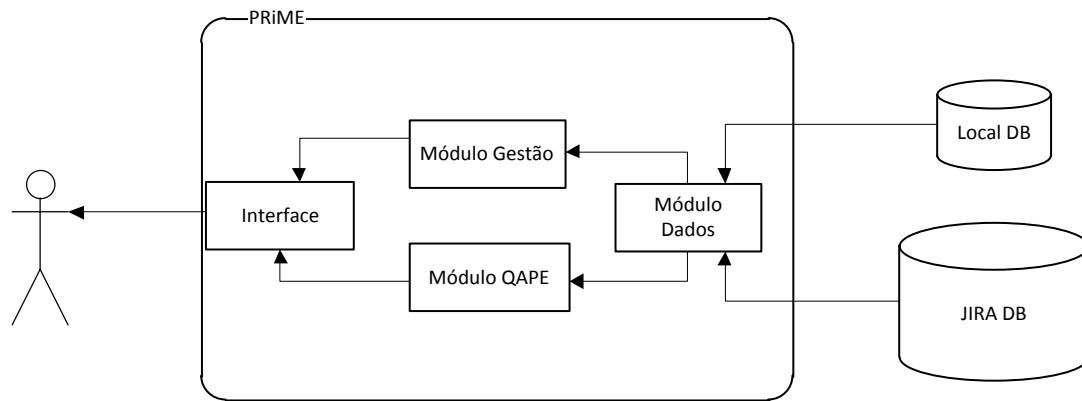 PRiME
Módulo Gestão
Local DB
Interface
Módulo
Dados
Módulo QAPE
JIRA DB